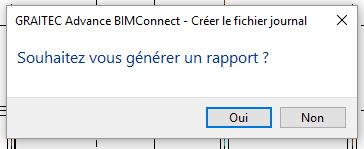 GRAITEC Advance BIMConnect - Créer le fichier journal
Souhaitez vous générer un rapport ?
Oui Non